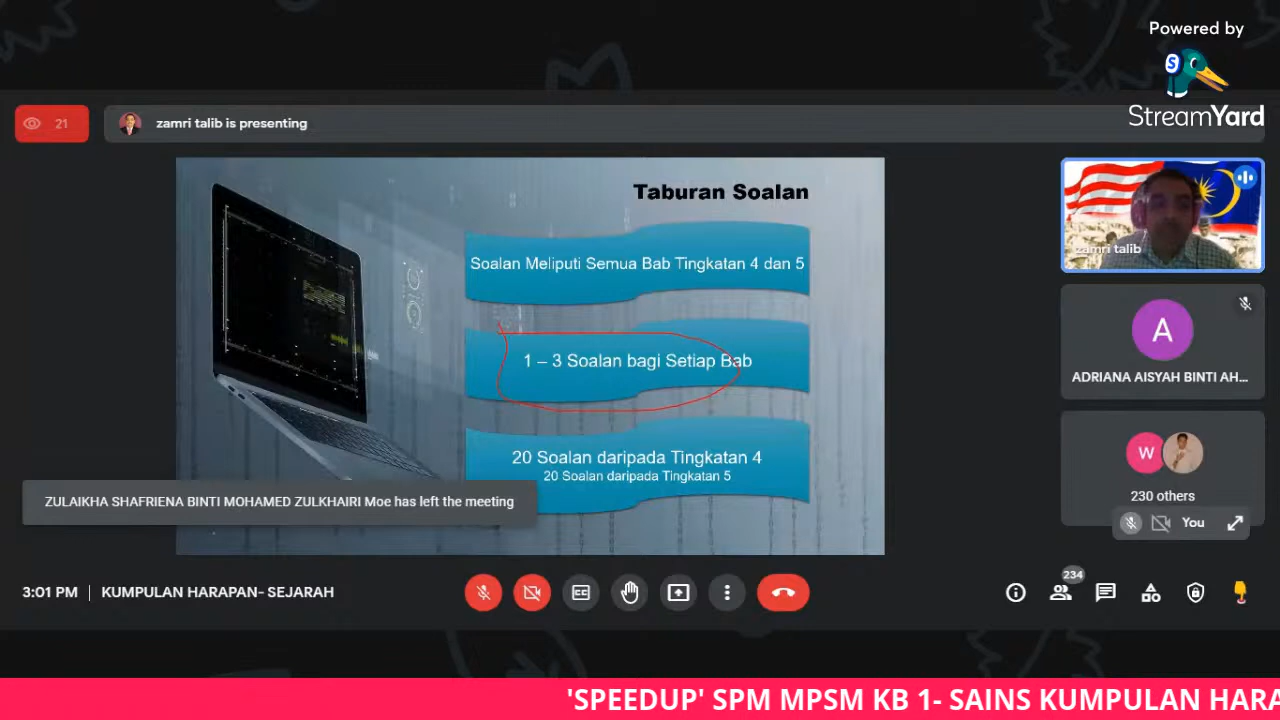 Powered by
StreamYard
21
zamri talib is presenting
Taburan Soalan
Soalan Meliputi Semua Bab Tingkatan 4 dan 5
1 – 3 Soalan bagi Setiap Bab
20 Soalan daripada Tingkatan 4
20 Soalan daripada Tingkatan 5
zamri talib
A
ADRIANA AISYAH BINTI AH...
W
230 others
You
ZULAIKHA SHAFRIENA BINTI MOHAMED ZULKHAIRI Moe has left the meeting
3:01 PM | KUMPULAN HARAPAN- SEJARAH
234
'SPEEDUP' SPM MPSM KB 1- SAINS KUMPULAN HARA